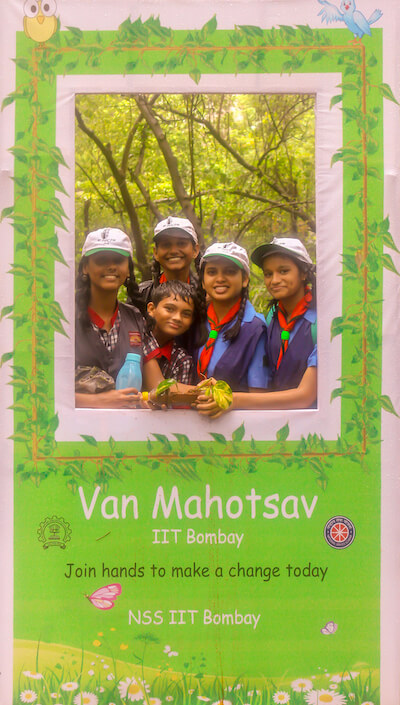 Van Mahotsav
IIT Bombay
Join hands to make a change today
NSS IIT Bombay